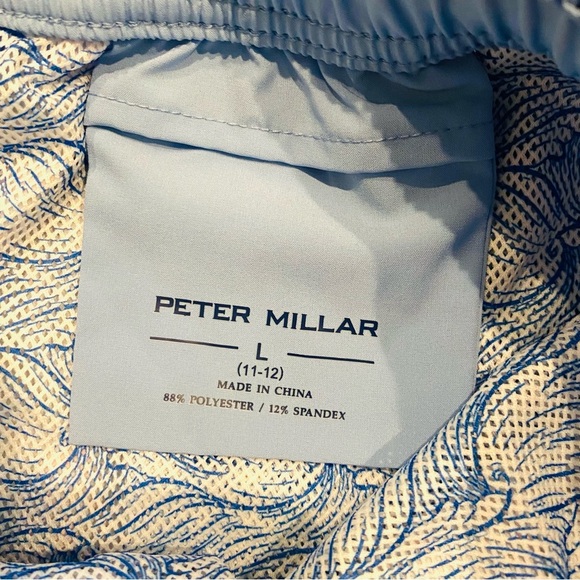 PETER MILLAR
L
(11-12)
MADE IN CHINA
88% POLYESTER / 12% SPANDEX